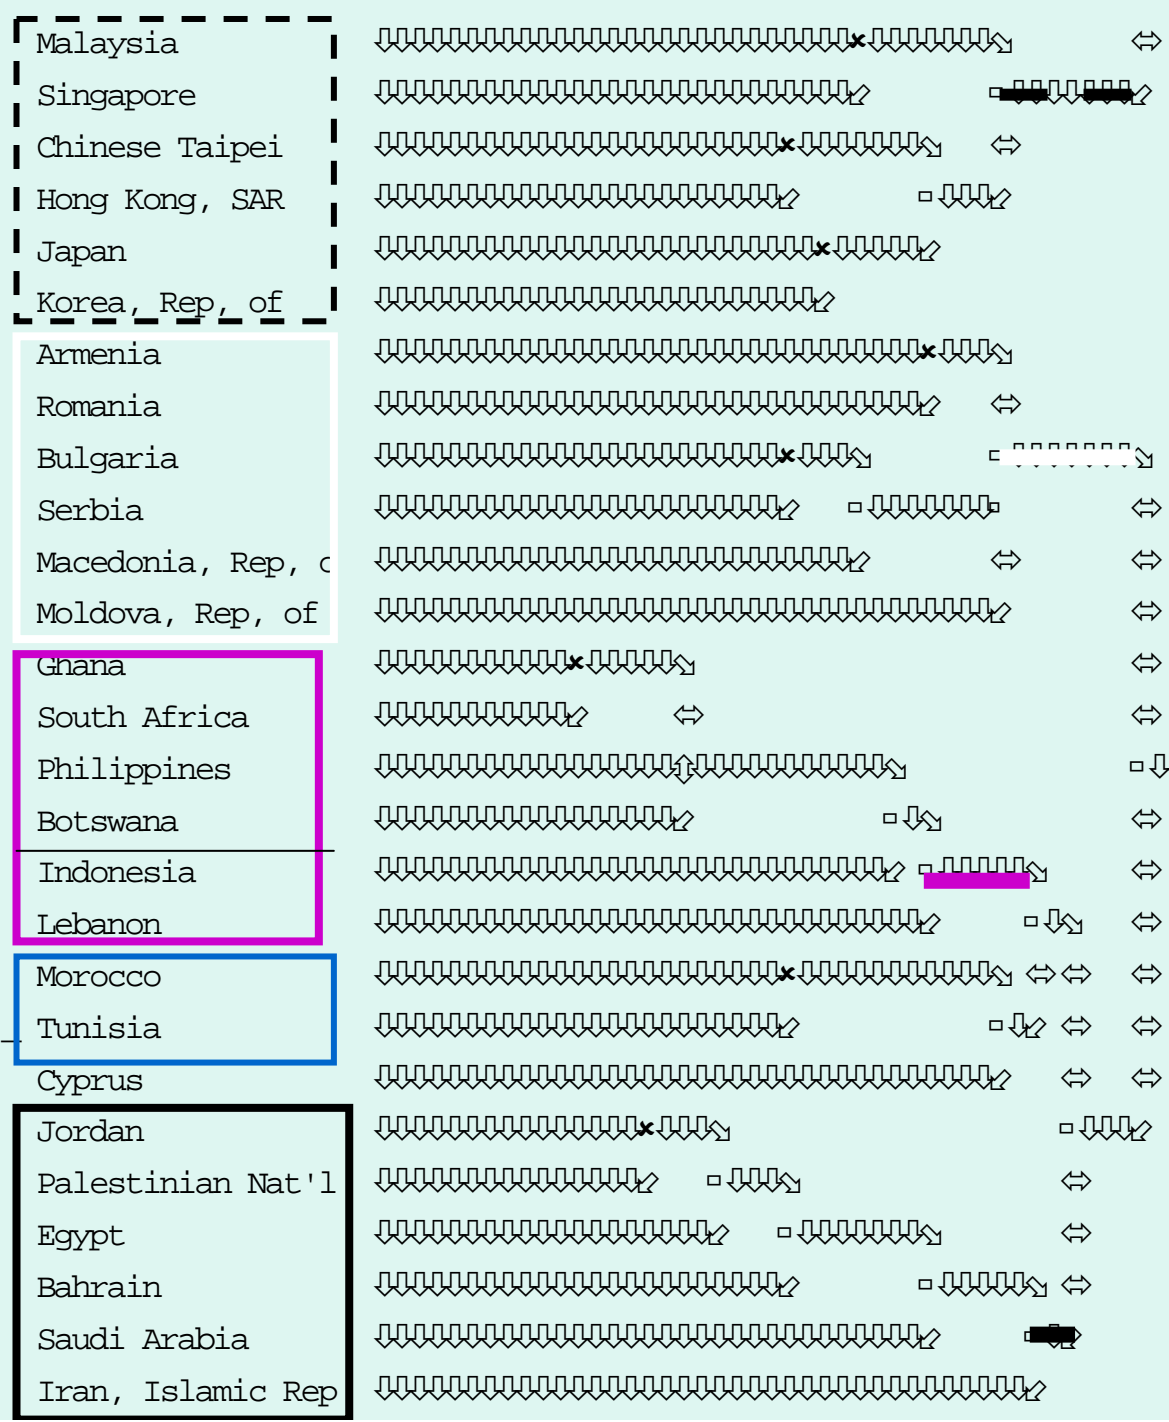 Malaysia
Singapore
Chinese Taipei
Hong Kong, SAR
Japan
Korea, Rep, of
Armenia
Romania
Bulgaria
Serbia
Macedonia, Rep, o
Moldova, Rep, of
Ghana
South Africa
Philippines
Botswana
Indonesia
Lebanon
Morocco
Tunisia
Cyprus
Jordan
Palestinian Nat'l
Egypt
Bahrain
Saudi Arabia
Iran, Islamic Rep